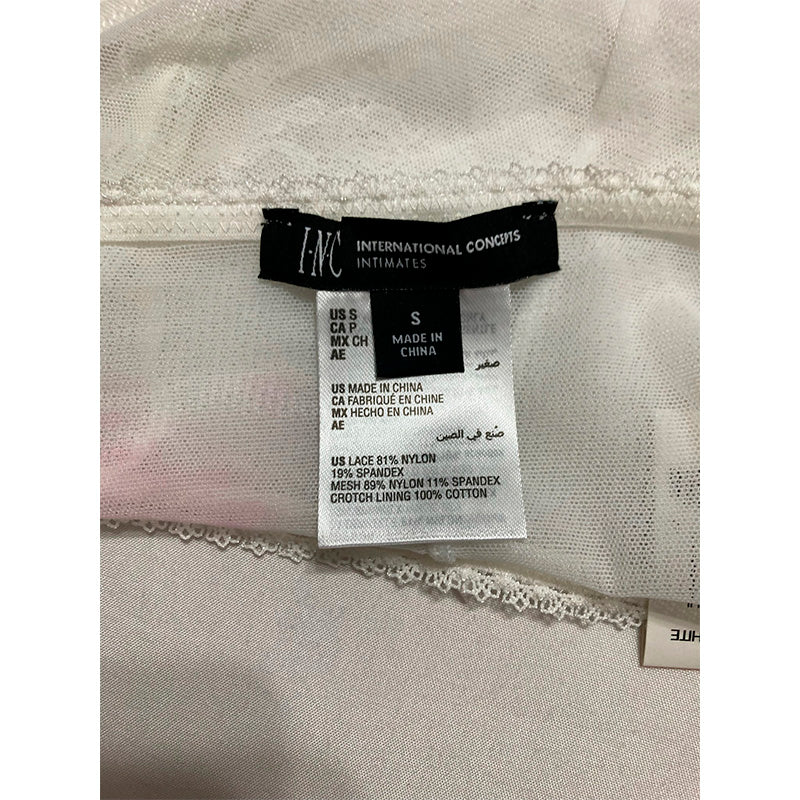 I·N·C INTERNATIONAL CONCEPTS
INTIMATES
S
MADE IN
CHINA
US S
CA P
MX CH
AE
صغير
US MADE IN CHINA
CA FABRIQUÉ EN CHINE
MX HECHO EN CHINA
AE
صُنع في الصين
US LACE 81% NYLON
19% SPANDEX
MESH 89% NYLON 11% SPANDEX
CROTCH LINING 100% COTTON